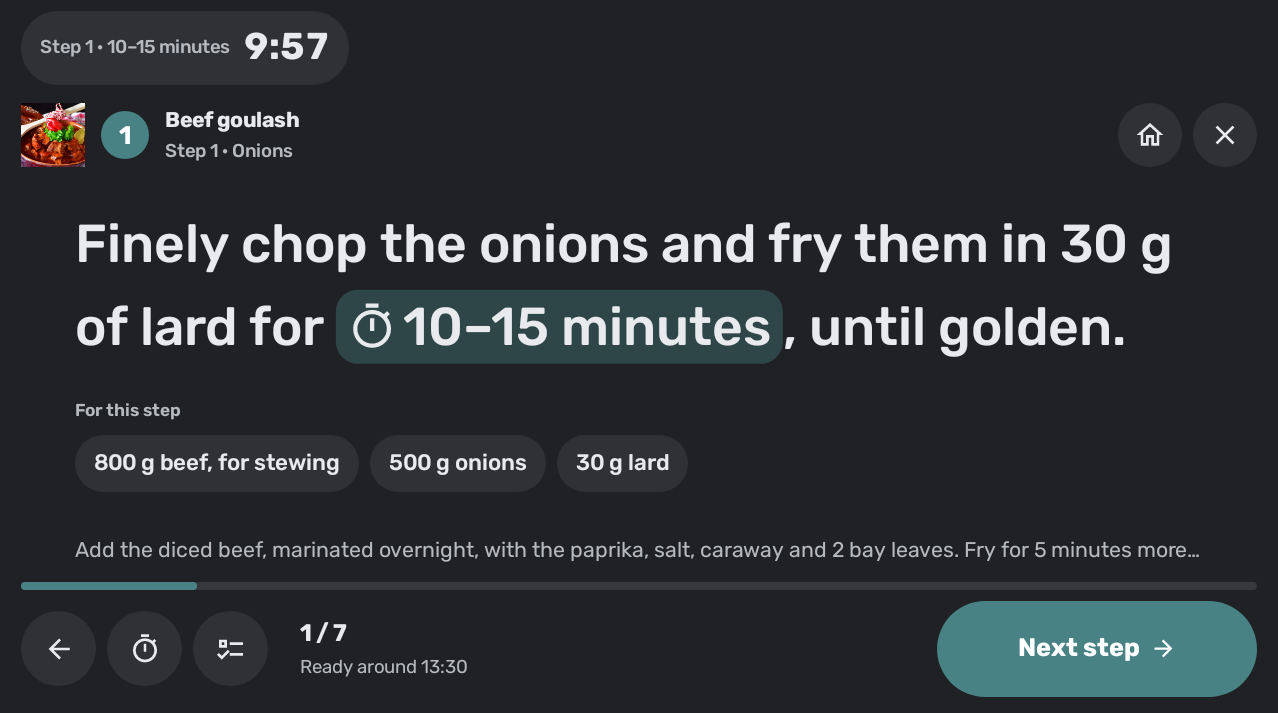 Step 1 • 10–15 minutes 9:57
1
Beef goulash
Step 1 • Onions
Finely chop the onions and fry them in 30 g
of lard for 10–15 minutes, until golden.
For this step
800 g beef, for stewing 500 g onions 30 g lard
Add the diced beef, marinated overnight, with the paprika, salt, caraway and 2 bay leaves. Fry for 5 minutes more…
1 / 7
Ready around 13:30
Next step →